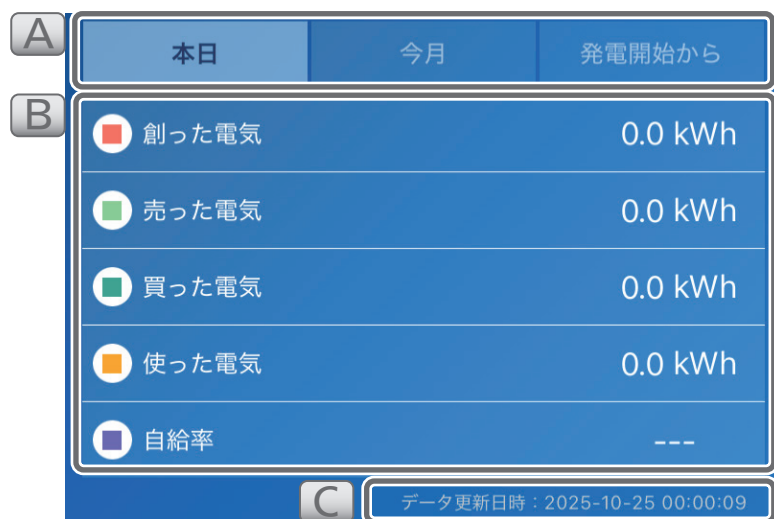 A 本日 今月 発電開始から
B
創った電気 0.0 kWh
売った電気 0.0 kWh
買った電気 0.0 kWh
使った電気 0.0 kWh
自給率 ---
C データ更新日時：2025-10-25 00:00:09